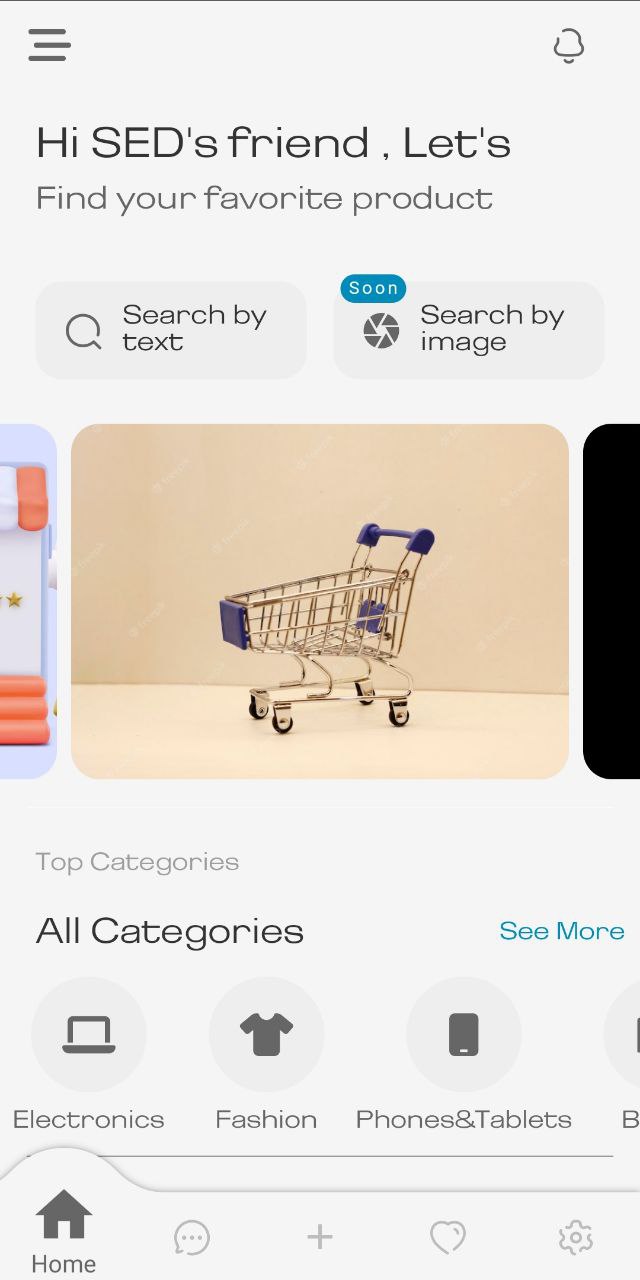 Hi SED's friend , Let's
Find your favorite product
Soon
Search by
text
Search by
image
Top Categories
All Categories
See More
Electronics
Fashion
Phones&Tablets
B
Home